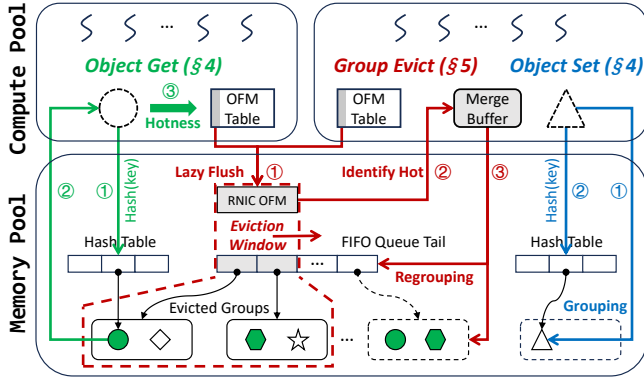 Compute Pool
Object Get (§4)
Group Evict (§5)
Object Set (§4)
③
Hotness
OFM
Table
OFM
Table
Merge
Buffer
Lazy Flush
①
Identify Hot
②
③
②
①
Hash(key)
Hash(key)
②
①
Memory Pool
RNIC OFM
Eviction
Window
Hash Table
FIFO Queue Tail
Hash Table
...
Regrouping
Evicted Groups
Grouping
...